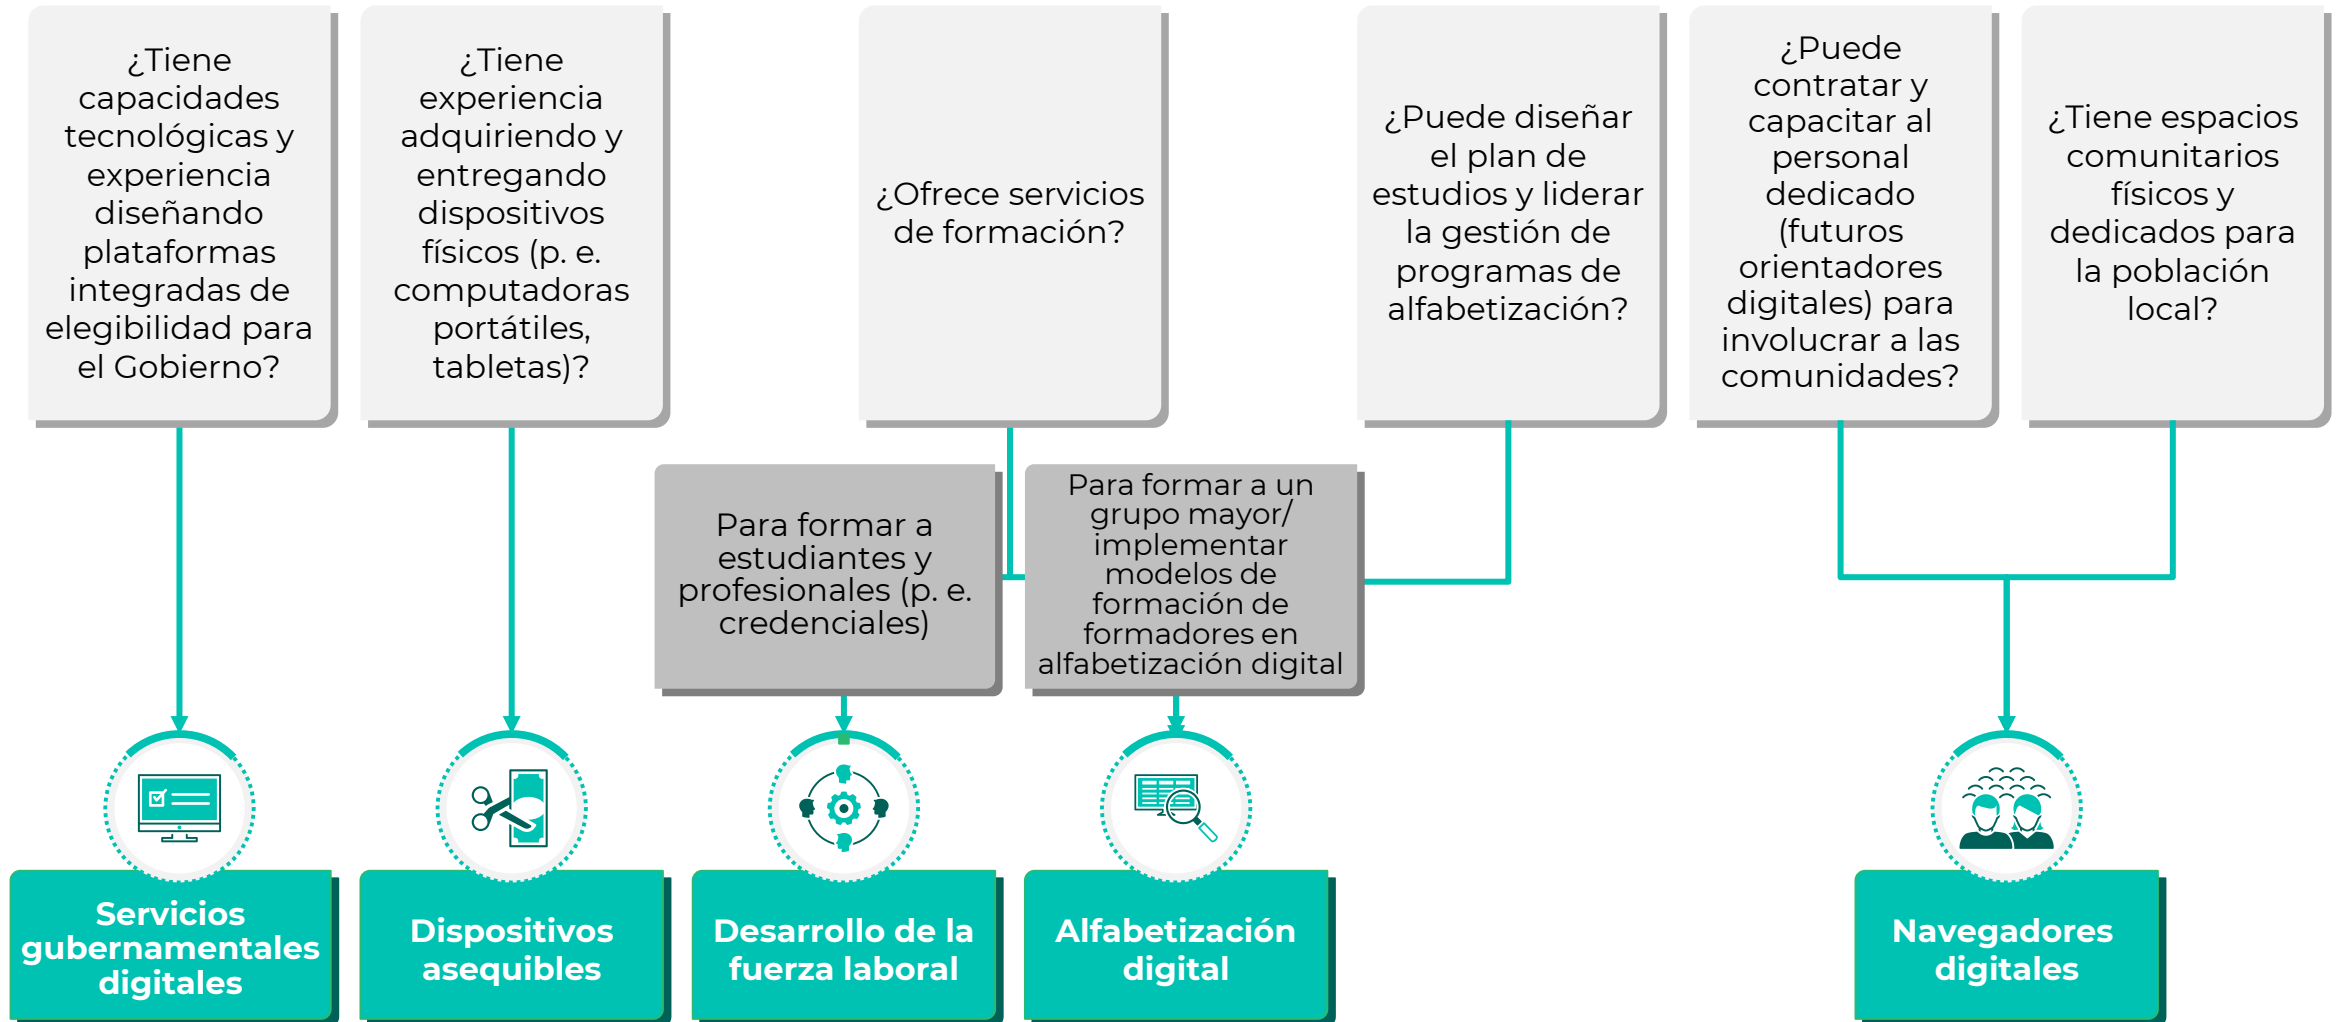 ¿Tiene
capacidades
tecnológicas y
experiencia
diseñando
plataformas
integradas de
elegibilidad para
el Gobierno?
¿Tiene
experiencia
adquiriendo y
entregando
dispositivos
físicos (p. e.
computadoras
portátiles,
tabletas)?
¿Ofrece servicios
de formación?
¿Puede diseñar
el plan de
estudios y liderar
la gestión de
programas de
alfabetización?
¿Puede
contratar y
capacitar al
personal
dedicado
(futuros
orientadores
digitales) para
involucrar a las
comunidades?
¿Tiene espacios
comunitarios
físicos y
dedicados para
la población
local?
Para formar a
estudiantes y
profesionales (p. e.
credenciales)
Para formar a un
grupo mayor/
implementar
modelos de
formación de
formadores en
alfabetización digital
Servicios
gubernamentales
digitales
Dispositivos
asequibles
Desarrollo de la
fuerza laboral
Alfabetización
digital
Navegadores
digitales